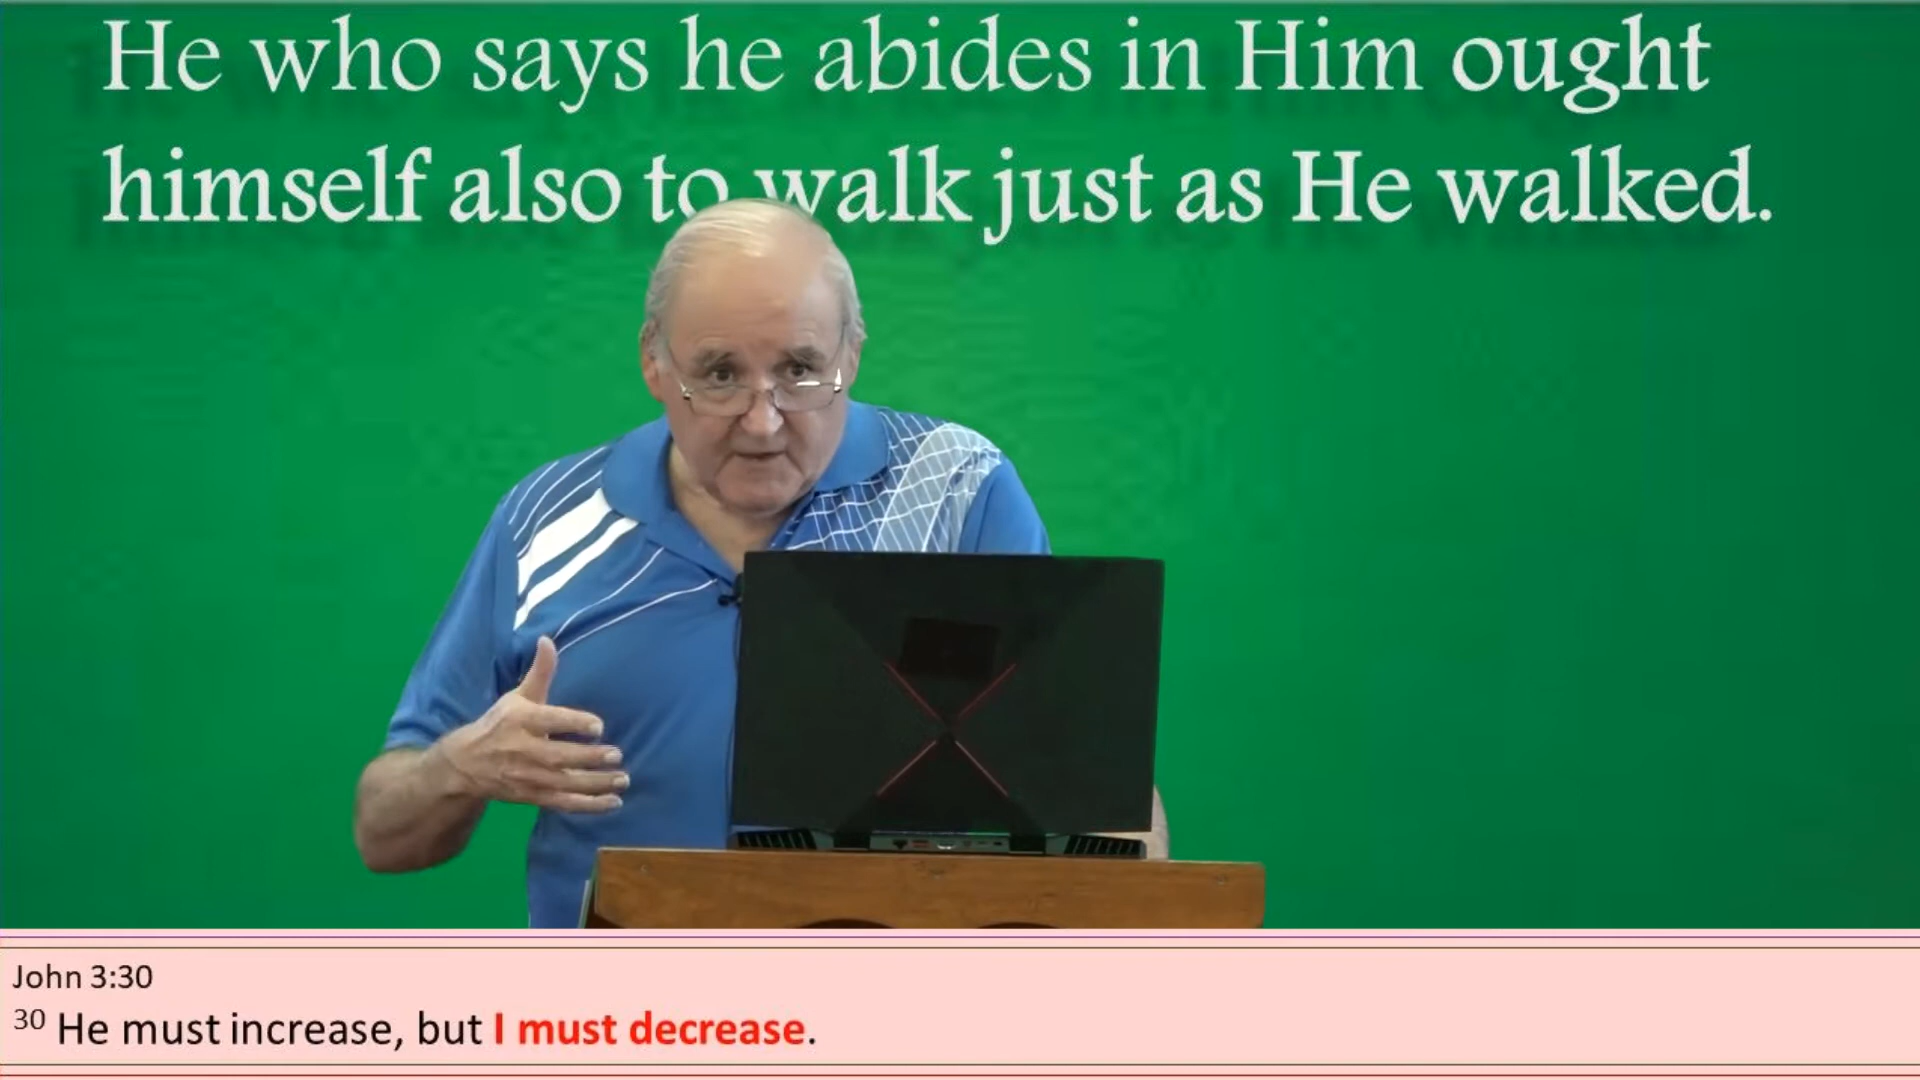 He who says he abides in Him ought
himself also to walk just as He walked.
John 3:30
30 He must increase, but I must decrease.